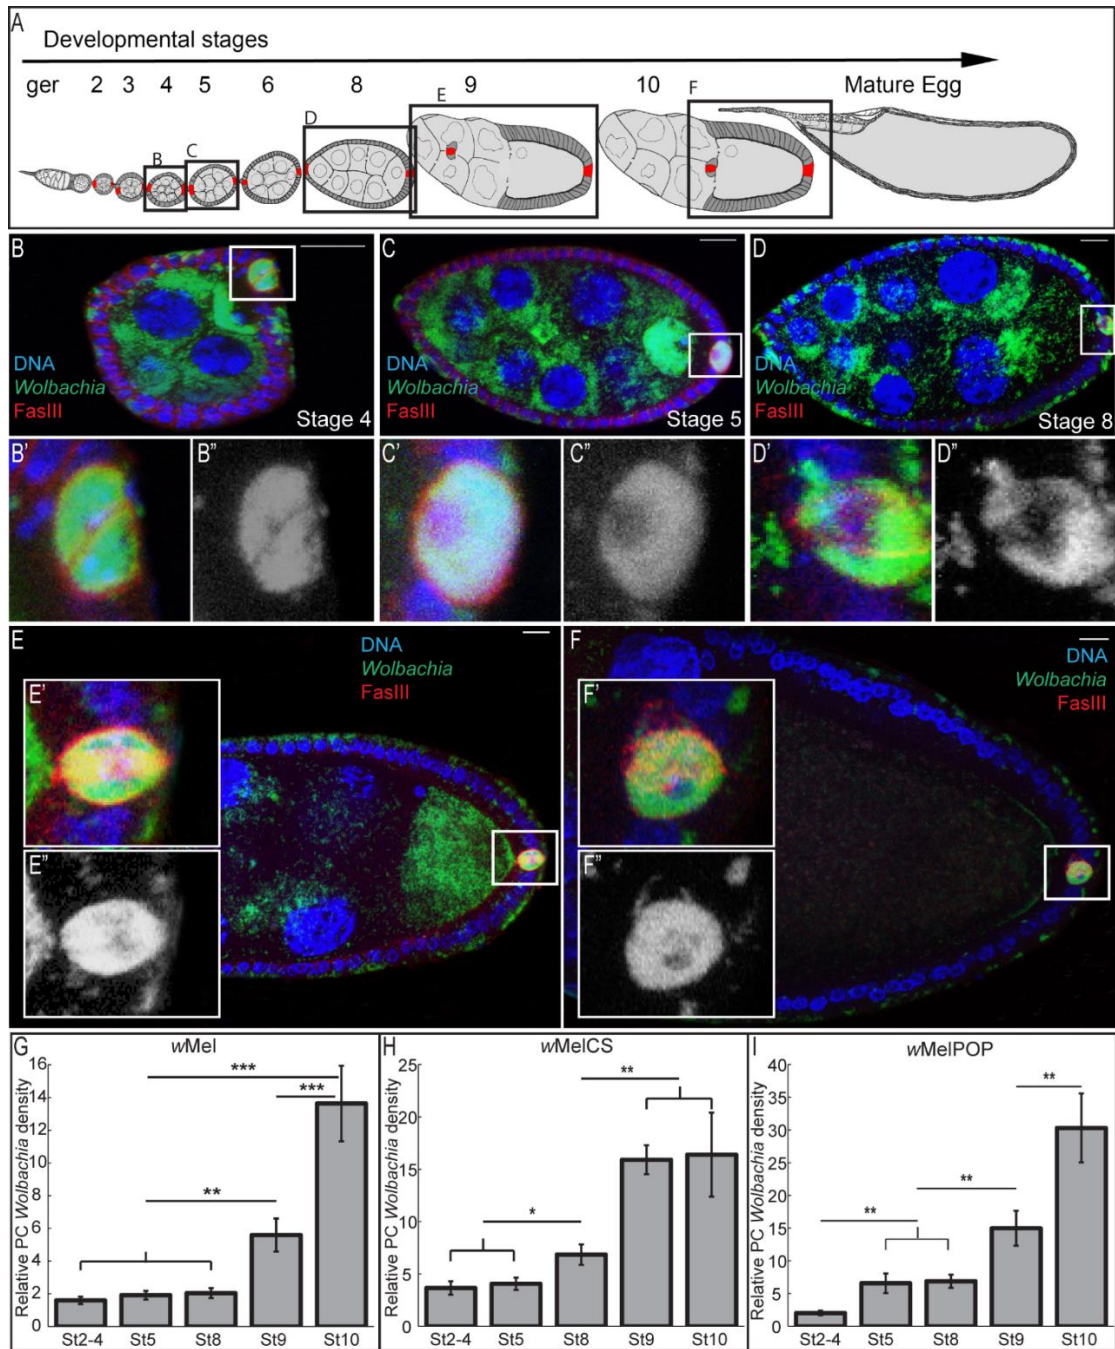 A
Developmental stages
ger 2 3 4 5 6 8 9 10 Mature Egg
B C D E F
B
DNA
Wolbachia
FasIII
Stage 4
C
DNA
Wolbachia
FasIII
Stage 5
D
DNA
Wolbachia
FasIII
Stage 8
B' B" C' C" D' D"
E
DNA
Wolbachia
FasIII
E'
E"
F
DNA
Wolbachia
FasIII
F'
F"
G
wMel
Relative PC Wolbachia density
16
14
12
10
8
6
4
2
0
***
***
**
St2-4 St5 St8 St9 St10
H
wMelCS
Relative PC Wolbachia density
25
20
15
10
5
0
**
*
St2-4 St5 St8 St9 St10
I
wMelPOP
Relative PC Wolbachia density
40
35
30
25
20
15
10
5
0
**
**
**
St2-4 St5 St8 St9 St10